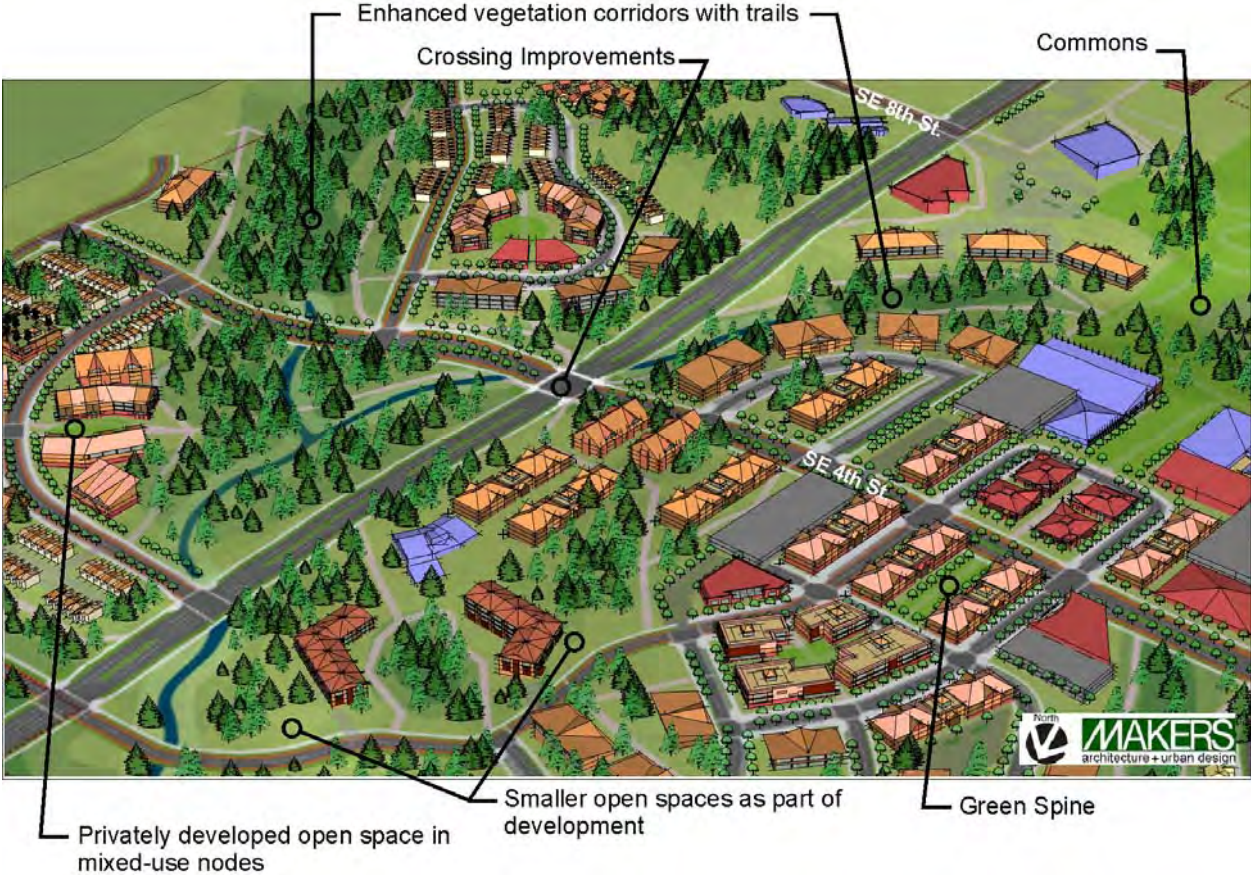 Enhanced vegetation corridors with trails
Crossing Improvements
Commons
SE 8th St.
SE 4th St.
North
MAKERS
architecture + urban design
Smaller open spaces as part of
development
Green Spine
Privately developed open space in
mixed-use nodes